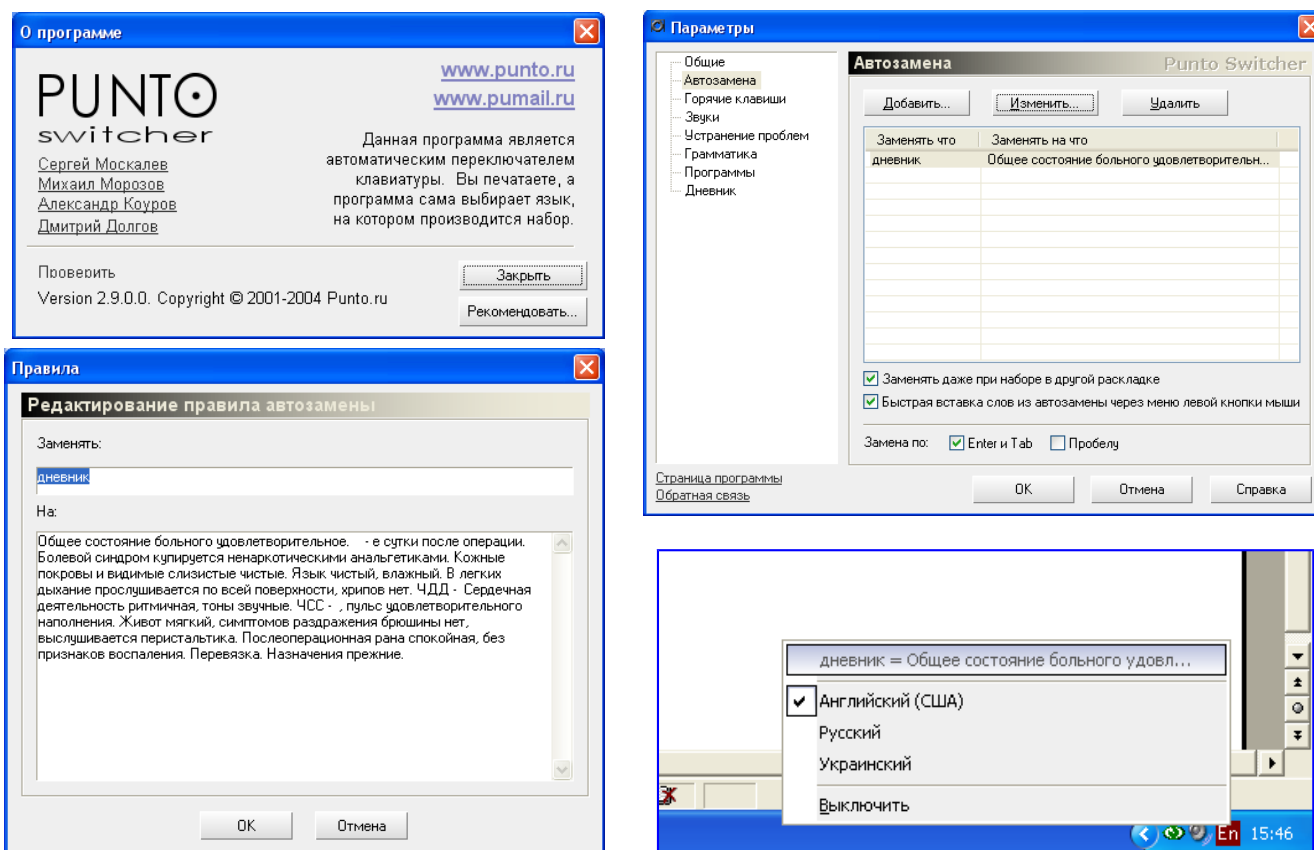 О программе
PUNTO
switcher
www.punto.ru
www.pumail.ru
Сергей Москалев
Михаил Морозов
Александр Коуров
Дмитрий Долгов
Данная программа является
автоматическим переключателем
клавиатуры. Вы печатаете, а
программа сама выбирает язык,
на котором производится набор.
Проверить
Version 2.9.0.0. Copyright © 2001-2004 Punto.ru
Закрыть
Рекомендовать...
Параметры
Общие
Автозамена
Горячие клавиши
Звуки
Устранение проблем
Грамматика
Программы
Дневник
Страница программы
Обратная связь
Автозамена Punto Switcher
Добавить... Изменить... Удалить
Заменять что Заменять на что
дневник Общее состояние больного удовлетворительн...
Заменять даже при наборе в другой раскладке
Быстрая вставка слов из автозамены через меню левой кнопки мыши
Замена по: Enter и Tab Пробелу
OK Отмена Справка
Правила
Редактирование правила автозамены
Заменять:
дневник
На:
Общее состояние больного удовлетворительное. - е сутки после операции.
Болевой синдром купируется ненаркотическими анальгетиками. Кожные
покровы и видимые слизистые чистые. Язык чистый, влажный. В легких
дыхание прослушивается по всей поверхности, хрипов нет. ЧДД - Сердечная
деятельность ритмичная, тоны звучные. ЧСС - , пульс удовлетворительного
наполнения. Живот мягкий, симптомов раздражения брюшины нет,
выслушивается перистальтика. Послеоперационная рана спокойная, без
признаков воспаления. Перевязка. Назначения прежние.
OK Отмена
дневник = Общее состояние больного удовл...
Английский (США)
Русский
Украинский
Выключить
En 15:46